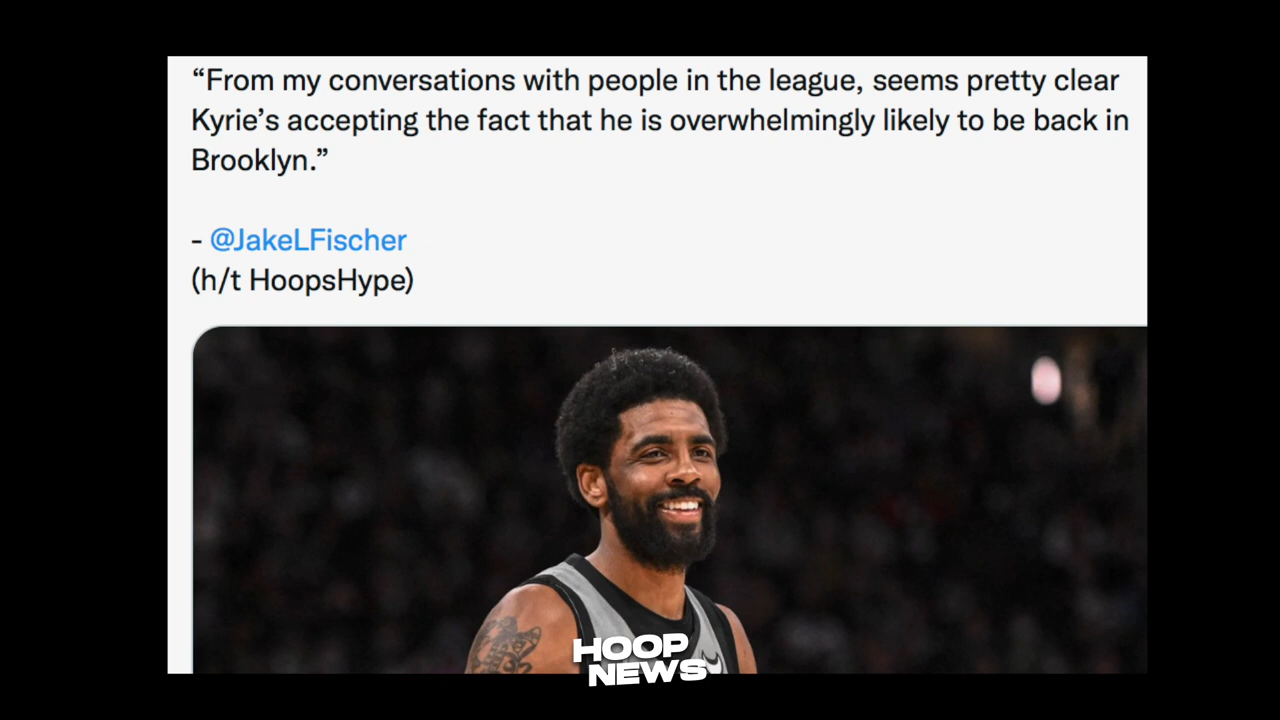 “From my conversations with people in the league, seems pretty clear
Kyrie’s accepting the fact that he is overwhelmingly likely to be back in
Brooklyn.”
- @JakeLFischer
(h/t HoopsHype)
HOOP
NEWS